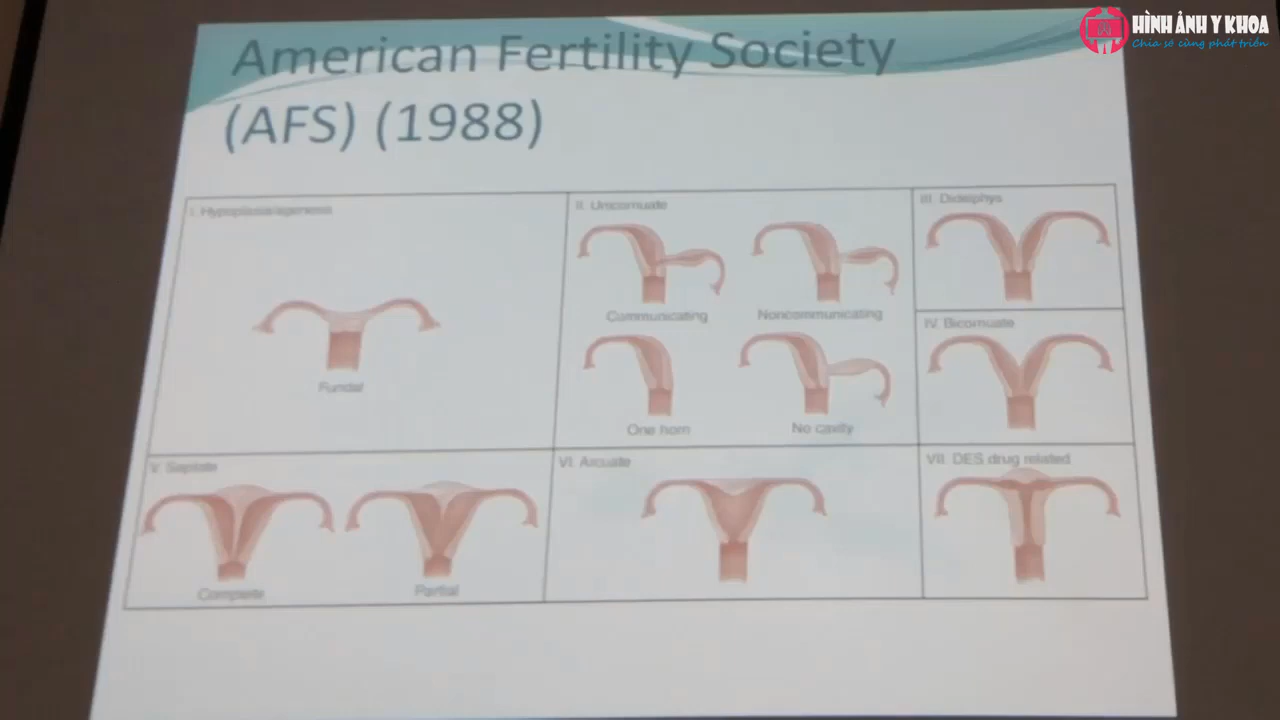 HÌNH ẢNH Y KHOA
Chia sẻ cùng phát triển
American Fertility Society
(AFS) (1988)
I. Hypoplasia/agenesis
Fundal
II. Unicornuate
Communicating
Noncommunicating
One horn
No cavity
III. Didelphys
IV. Bicornuate
V. Septate
Complete
Partial
VI. Arcuate
VII. DES drug related